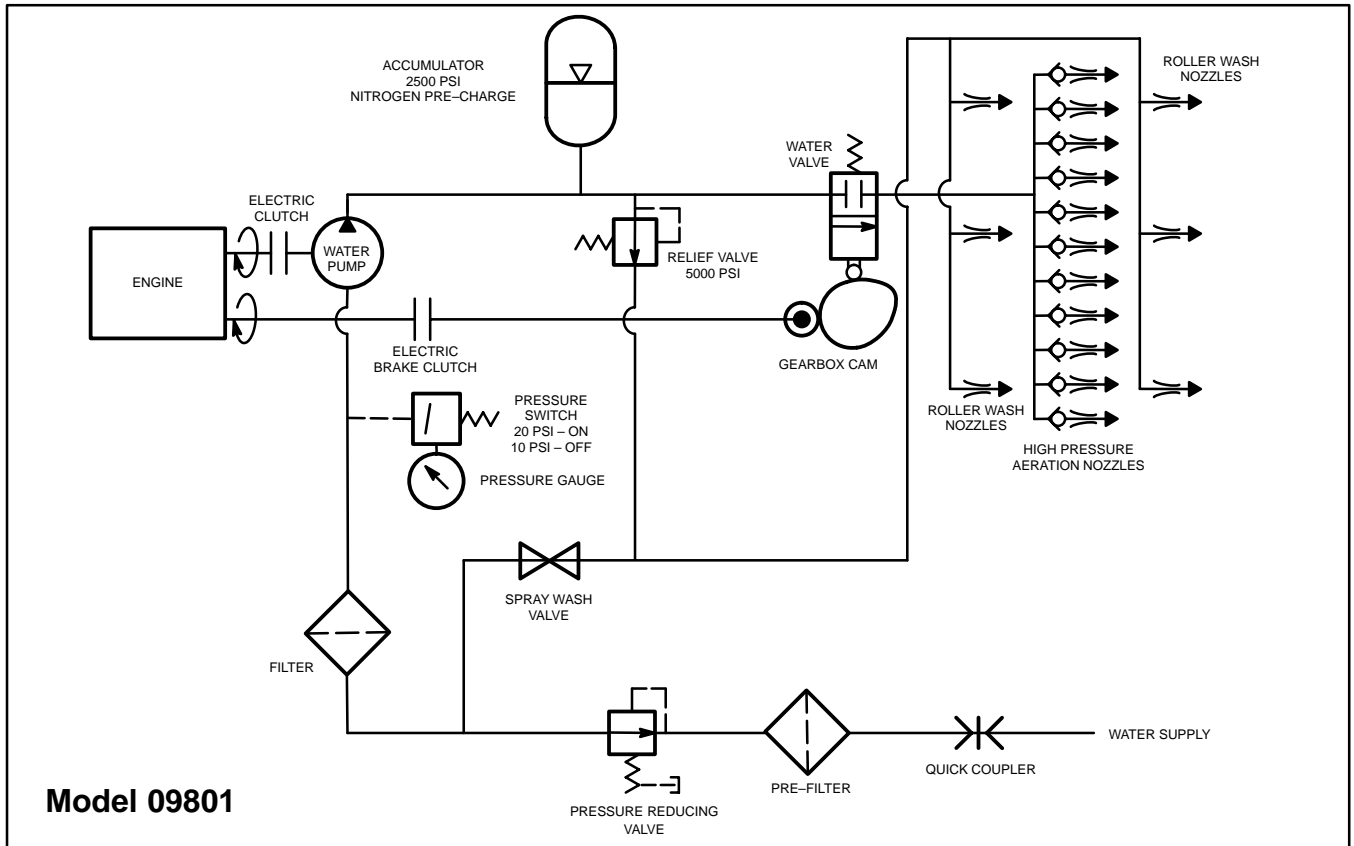 ACCUMULATOR
2500 PSI
NITROGEN PRE–CHARGE
ROLLER WASH
NOZZLES
WATER
VALVE
ELECTRIC
CLUTCH
WATER
PUMP
ENGINE
RELIEF VALVE
5000 PSI
ELECTRIC
BRAKE CLUTCH
GEARBOX CAM
PRESSURE
SWITCH
20 PSI – ON
10 PSI – OFF
PRESSURE GAUGE
ROLLER WASH
NOZZLES
HIGH PRESSURE
AERATION NOZZLES
SPRAY WASH
VALVE
FILTER
WATER SUPPLY
QUICK COUPLER
PRE–FILTER
PRESSURE REDUCING
VALVE
Model 09801